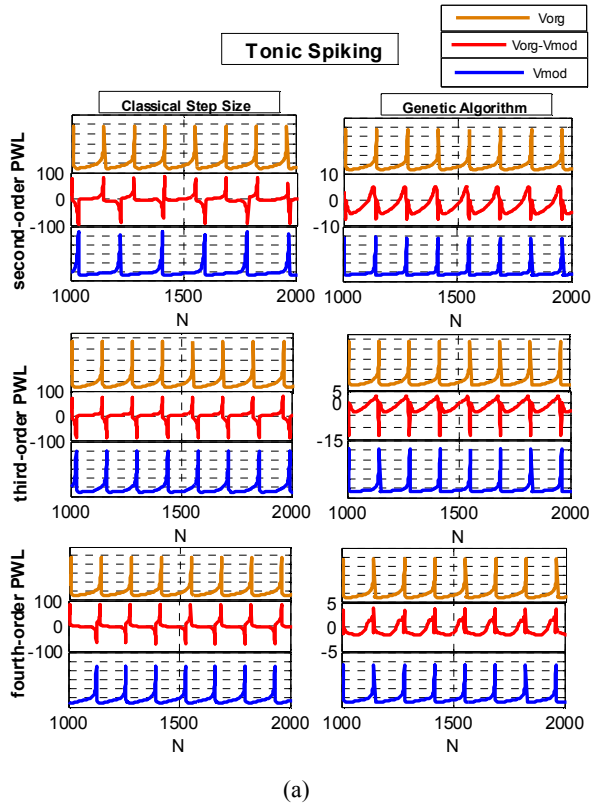 Vorg
Vorg-Vmod
Vmod
Tonic Spiking
Classical Step Size
Genetic Algorithm
second-order PWL
100
0
-100
1000 1500 2000
N
10
0
-10
1000 1500 2000
N
third-order PWL
100
0
-100
1000 1500 2000
N
5
0
-15
1000 1500 2000
N
fourth-order PWL
100
0
-100
1000 1500 2000
N
5
0
-5
1000 1500 2000
N
(a)